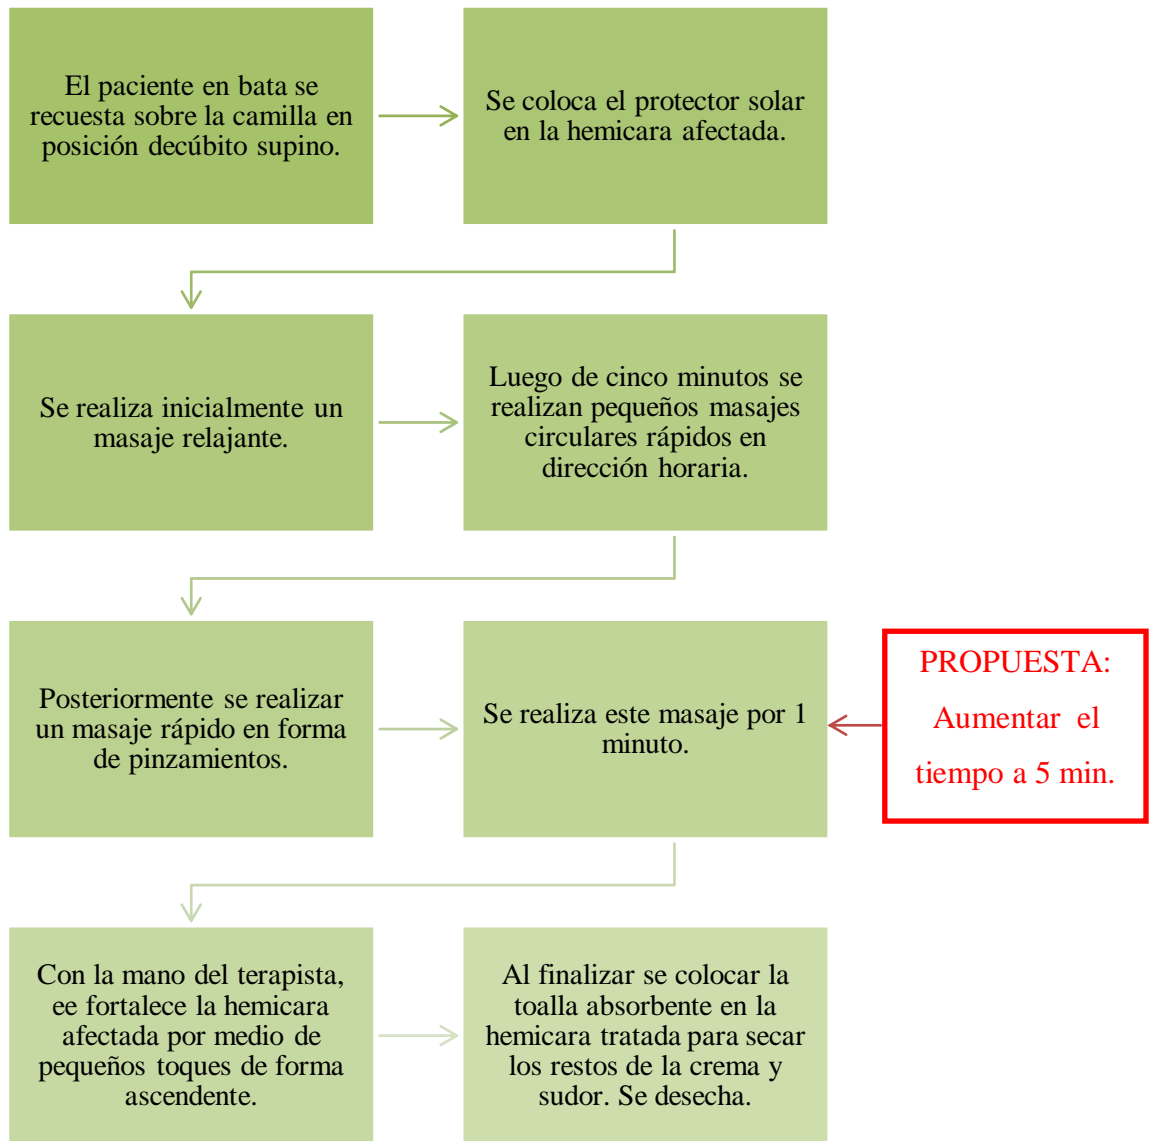 El paciente en bata se
recuesta sobre la camilla en
posición decúbito supino.
Se coloca el protector solar
en la hemicara afectada.
Se realiza inicialmente un
masaje relajante.
Luego de cinco minutos se
realizan pequeños masajes
circulares rápidos en
dirección horaria.
Posteriormente se realizar
un masaje rápido en forma
de pinzamientos.
Se realiza este masaje por 1
minuto.
PROPUESTA:
Aumentar el
tiempo a 5 min.
Con la mano del terapista,
ee fortalece la hemicara
afectada por medio de
pequeños toques de forma
ascendente.
Al finalizar se colocar la
toalla absorbente en la
hemicara tratada para secar
los restos de la crema y
sudor. Se desecha.